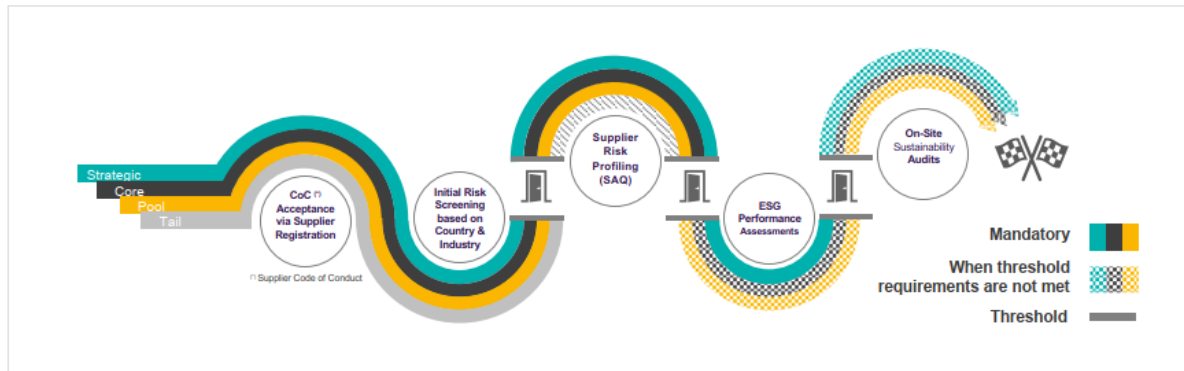 Strategic
Core
Pool
Tail
CoC (*)
Acceptance
via Supplier
Registration
Supplier Code of Conduct
Initial Risk
Screening
based on
Country &
Industry
Supplier
Risk
Profiling
(SAQ)
ESG
Performance
Assessments
On-Site
Sustainability
Audits
Mandatory
When threshold
requirements are not met
Threshold